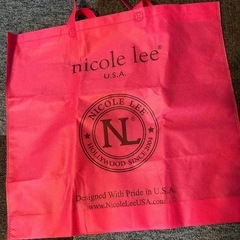 nicole lee®
U.S.A.
NICOLE LEE
NL
HOLLYWOOD · SINCE 2004
Designed With Pride in U.S.A.
www.NicoleLeeUSA.com